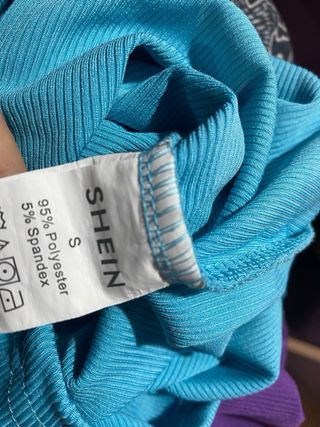 SHEIN
S
95% Polyester
5% Spandex